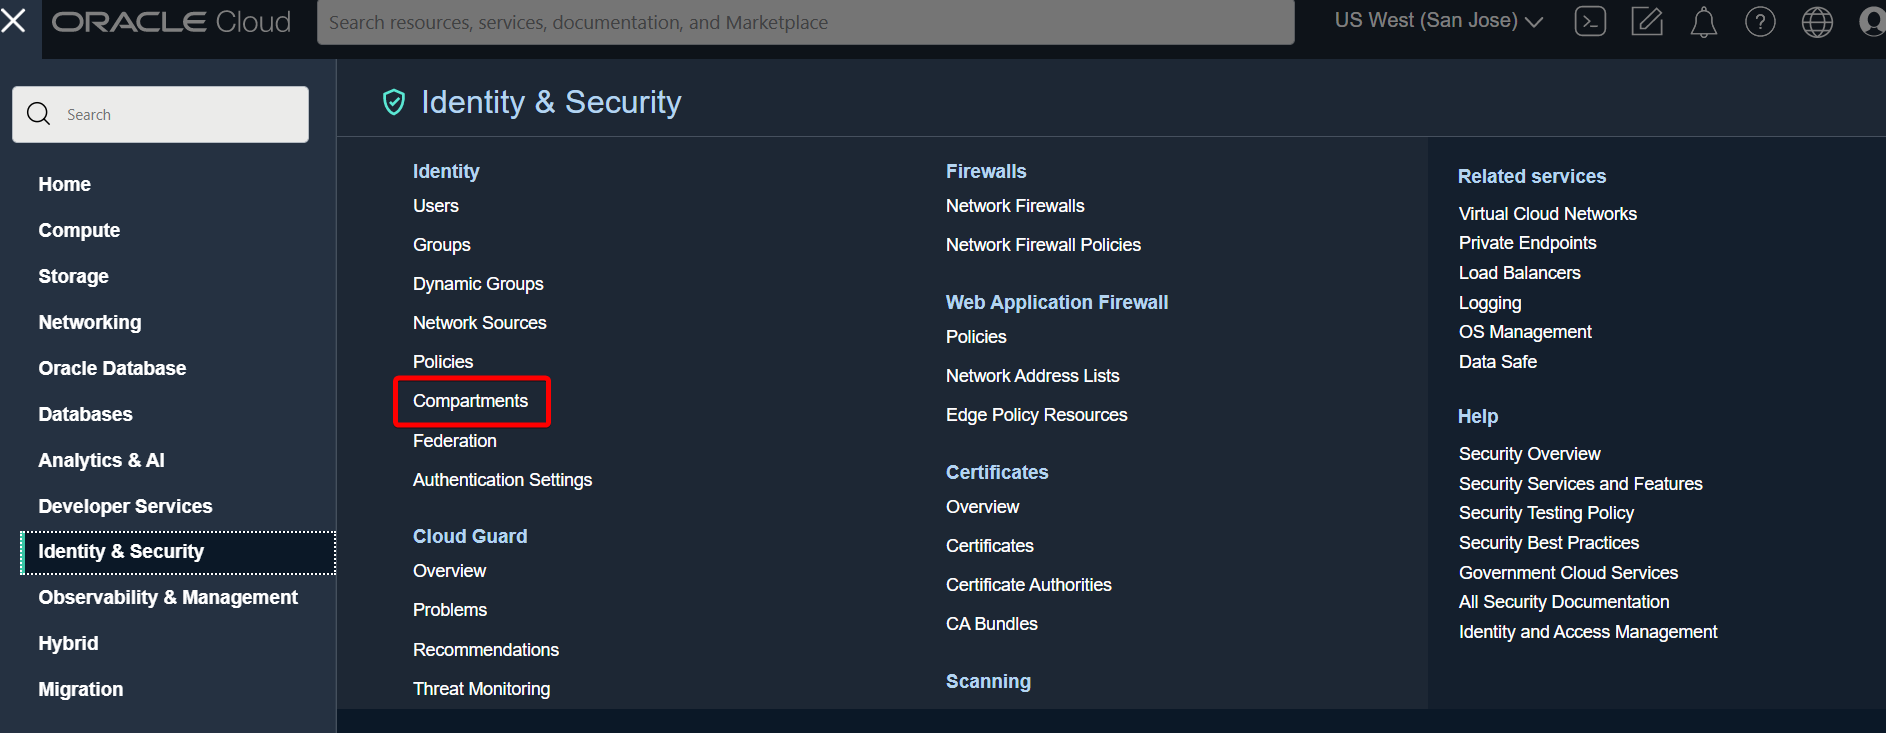 ORACLE Cloud
Search resources, services, documentation, and Marketplace
US West (San Jose)
Search
Home
Compute
Storage
Networking
Oracle Database
Databases
Analytics & AI
Developer Services
Identity & Security
Observability & Management
Hybrid
Migration
Identity & Security
Identity
Users
Groups
Dynamic Groups
Network Sources
Policies
Compartments
Federation
Authentication Settings
Cloud Guard
Overview
Problems
Recommendations
Threat Monitoring
Firewalls
Network Firewalls
Network Firewall Policies
Web Application Firewall
Policies
Network Address Lists
Edge Policy Resources
Certificates
Overview
Certificates
Certificate Authorities
CA Bundles
Scanning
Related services
Virtual Cloud Networks
Private Endpoints
Load Balancers
Logging
OS Management
Data Safe
Help
Security Overview
Security Services and Features
Security Testing Policy
Security Best Practices
Government Cloud Services
All Security Documentation
Identity and Access Management